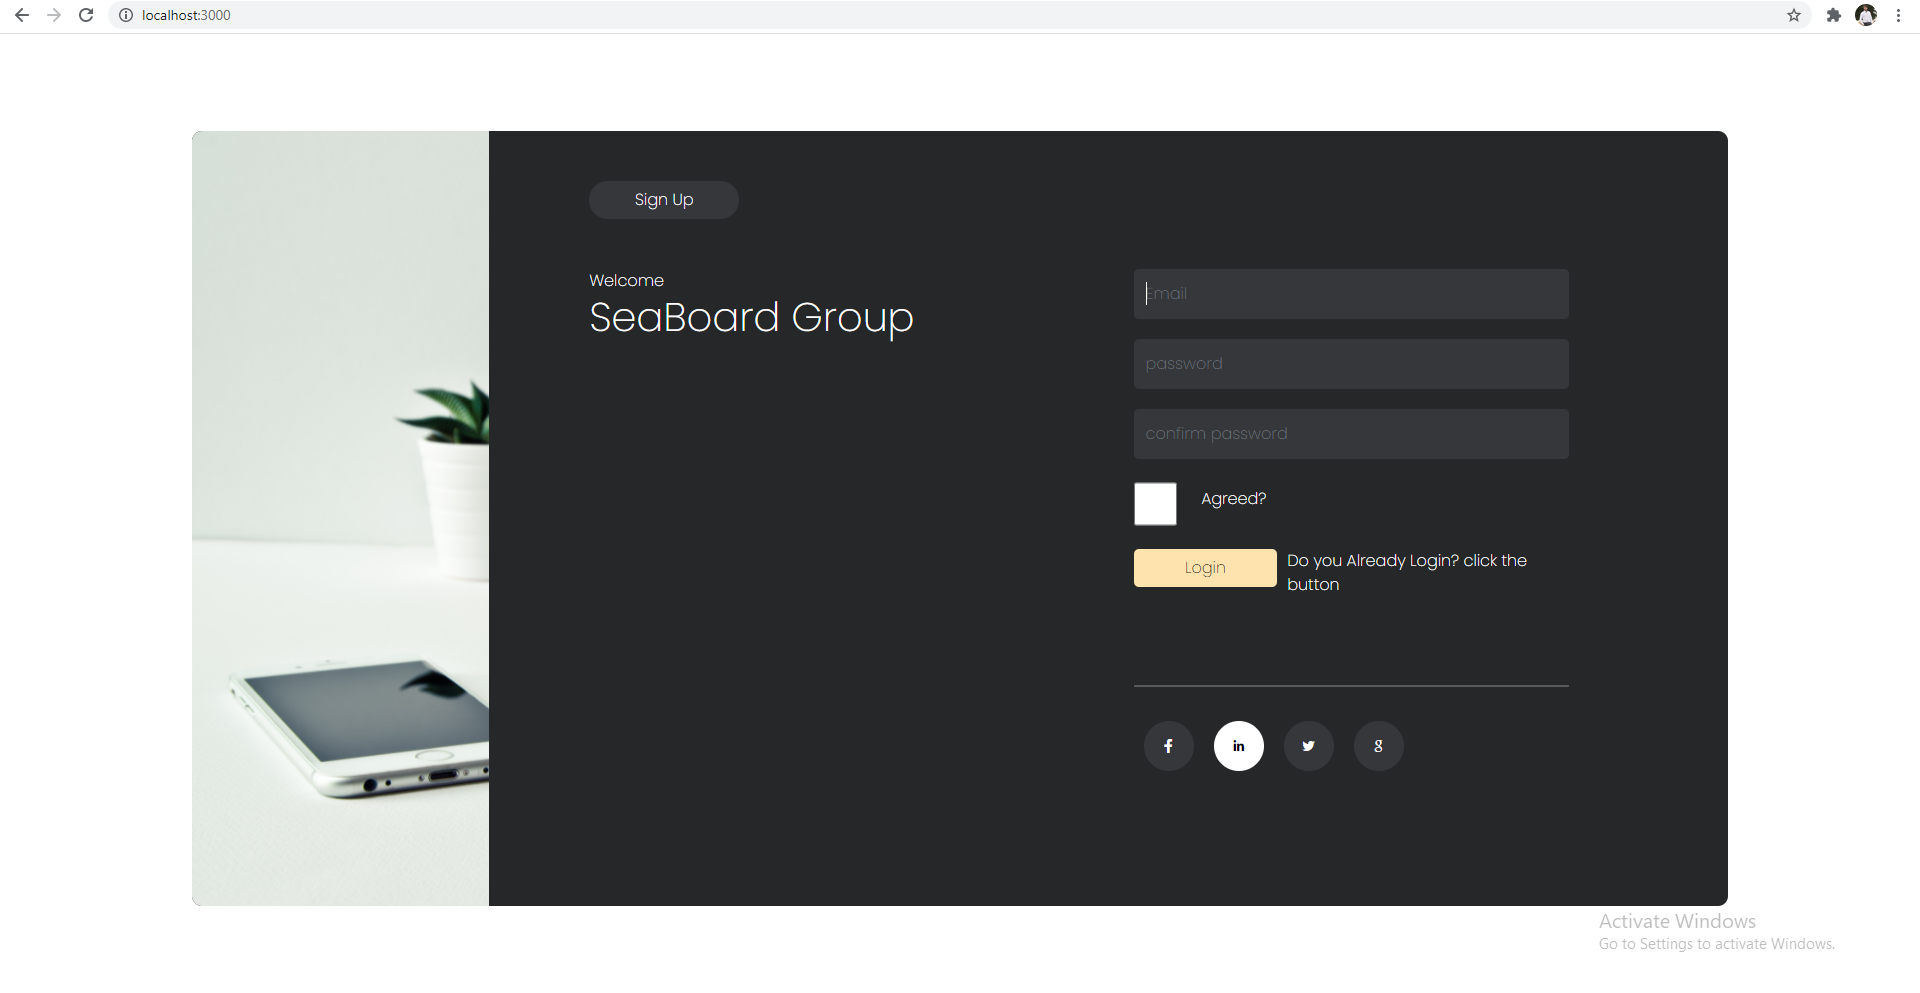 localhost:3000
Sign Up
Welcome
SeaBoard Group
Email
password
confirm password
Agreed?
Login
Do you Already Login? click the
button
f
in
g
Activate Windows
Go to Settings to activate Windows.